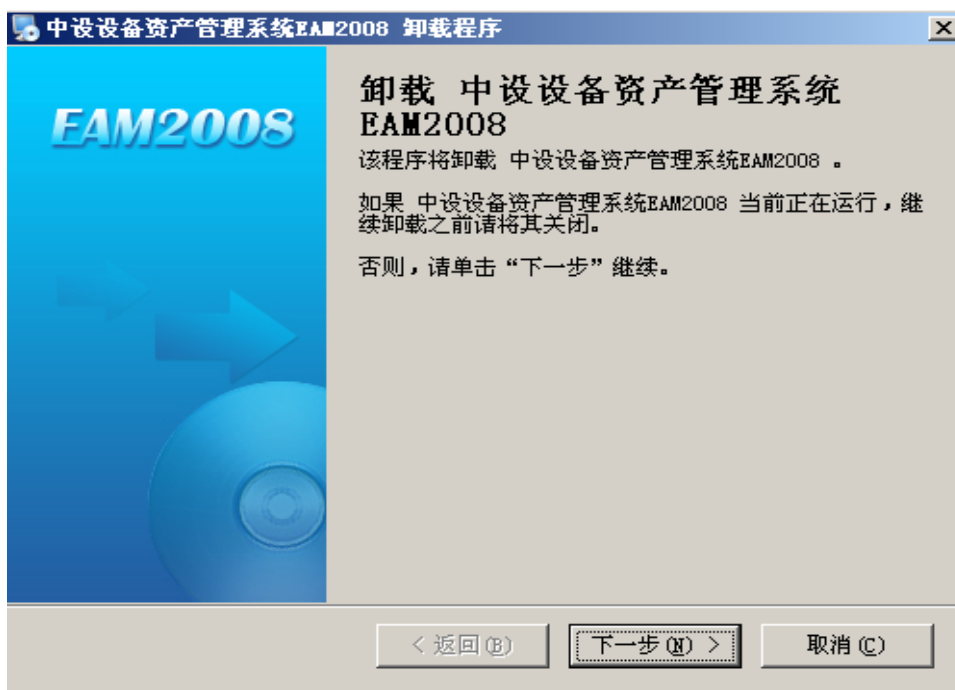 中设设备资产管理系统EAM2008 卸载程序
EAM2008
卸载 中设设备资产管理系统
EAM2008
该程序将卸载 中设设备资产管理系统EAM2008 。
如果 中设设备资产管理系统EAM2008 当前正在运行，继
续卸载之前请将其关闭。
否则，请单击“下一步”继续。
< 返回(B)
下一步(N) >
取消(C)